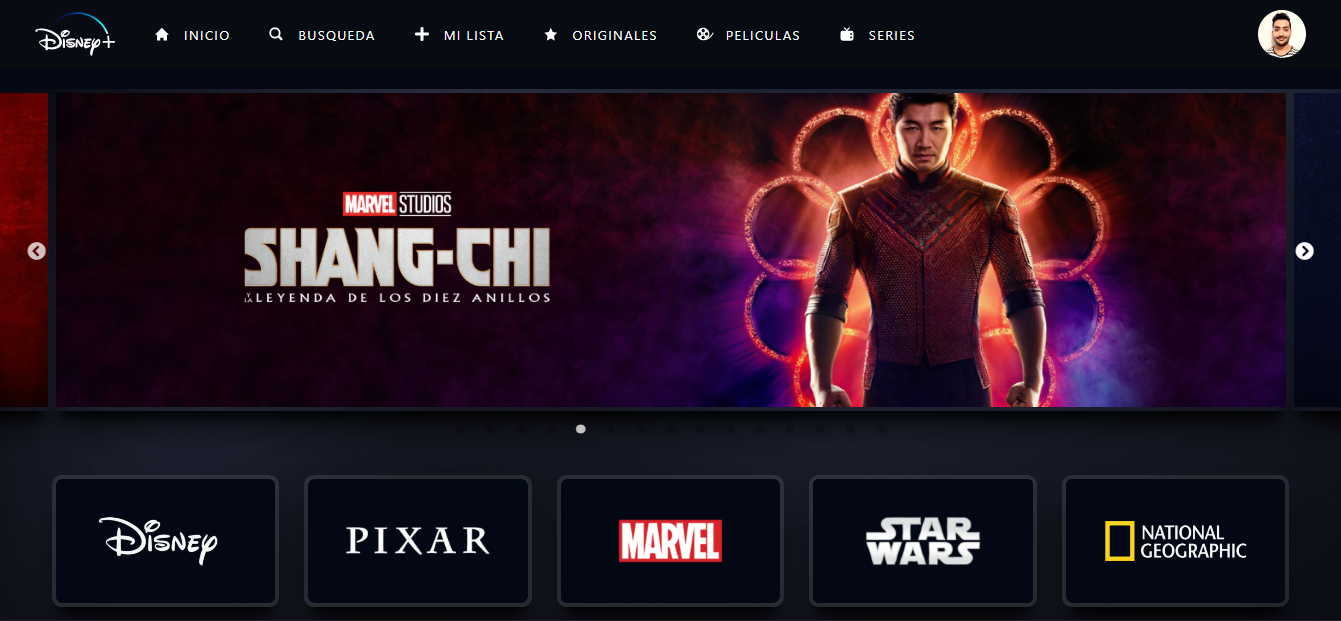 Disney+
INICIO
BUSQUEDA
MI LISTA
ORIGINALES
PELICULAS
SERIES
MARVEL STUDIOS
SHANG-CHI
Y LA LEYENDA DE LOS DIEZ ANILLOS
Disney
PIXAR
MARVEL
STAR
WARS
NATIONAL
GEOGRAPHIC